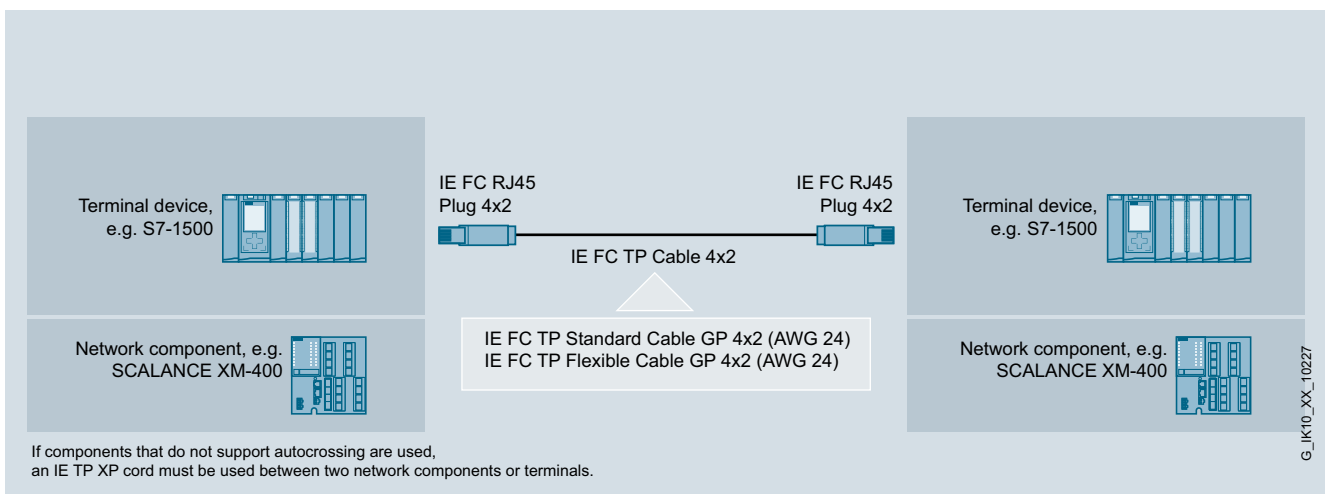 Terminal device,
e.g. S7-1500
Network component, e.g.
SCALANCE XM-400
IE FC RJ45
Plug 4x2
IE FC RJ45
Plug 4x2
IE FC TP Cable 4x2
IE FC TP Standard Cable GP 4x2 (AWG 24)
IE FC TP Flexible Cable GP 4x2 (AWG 24)
Terminal device,
e.g. S7-1500
Network component, e.g.
SCALANCE XM-400
If components that do not support autocrossing are used,
an IE TP XP cord must be used between two network components or terminals.
G_IK10_XX_10227